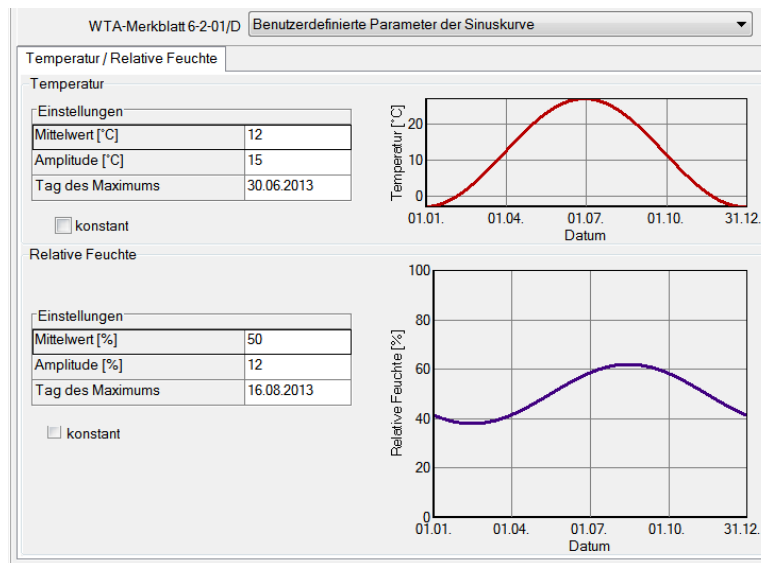 WTA-Merkblatt 6-2-01/D Benutzerdefinierte Parameter der Sinuskurve
Temperatur / Relative Feuchte
Temperatur
Einstellungen
Mittelwert [°C] 12
Amplitude [°C] 15
Tag des Maximums 30.06.2013
konstant
Temperatur [°C]
20
10
0
01.01. 01.04. 01.07. 01.10. 31.12.
Datum
Relative Feuchte
Einstellungen
Mittelwert [%] 50
Amplitude [%] 12
Tag des Maximums 16.08.2013
konstant
Relative Feuchte [%]
100
80
60
40
20
0
01.01. 01.04. 01.07. 01.10. 31.12.
Datum